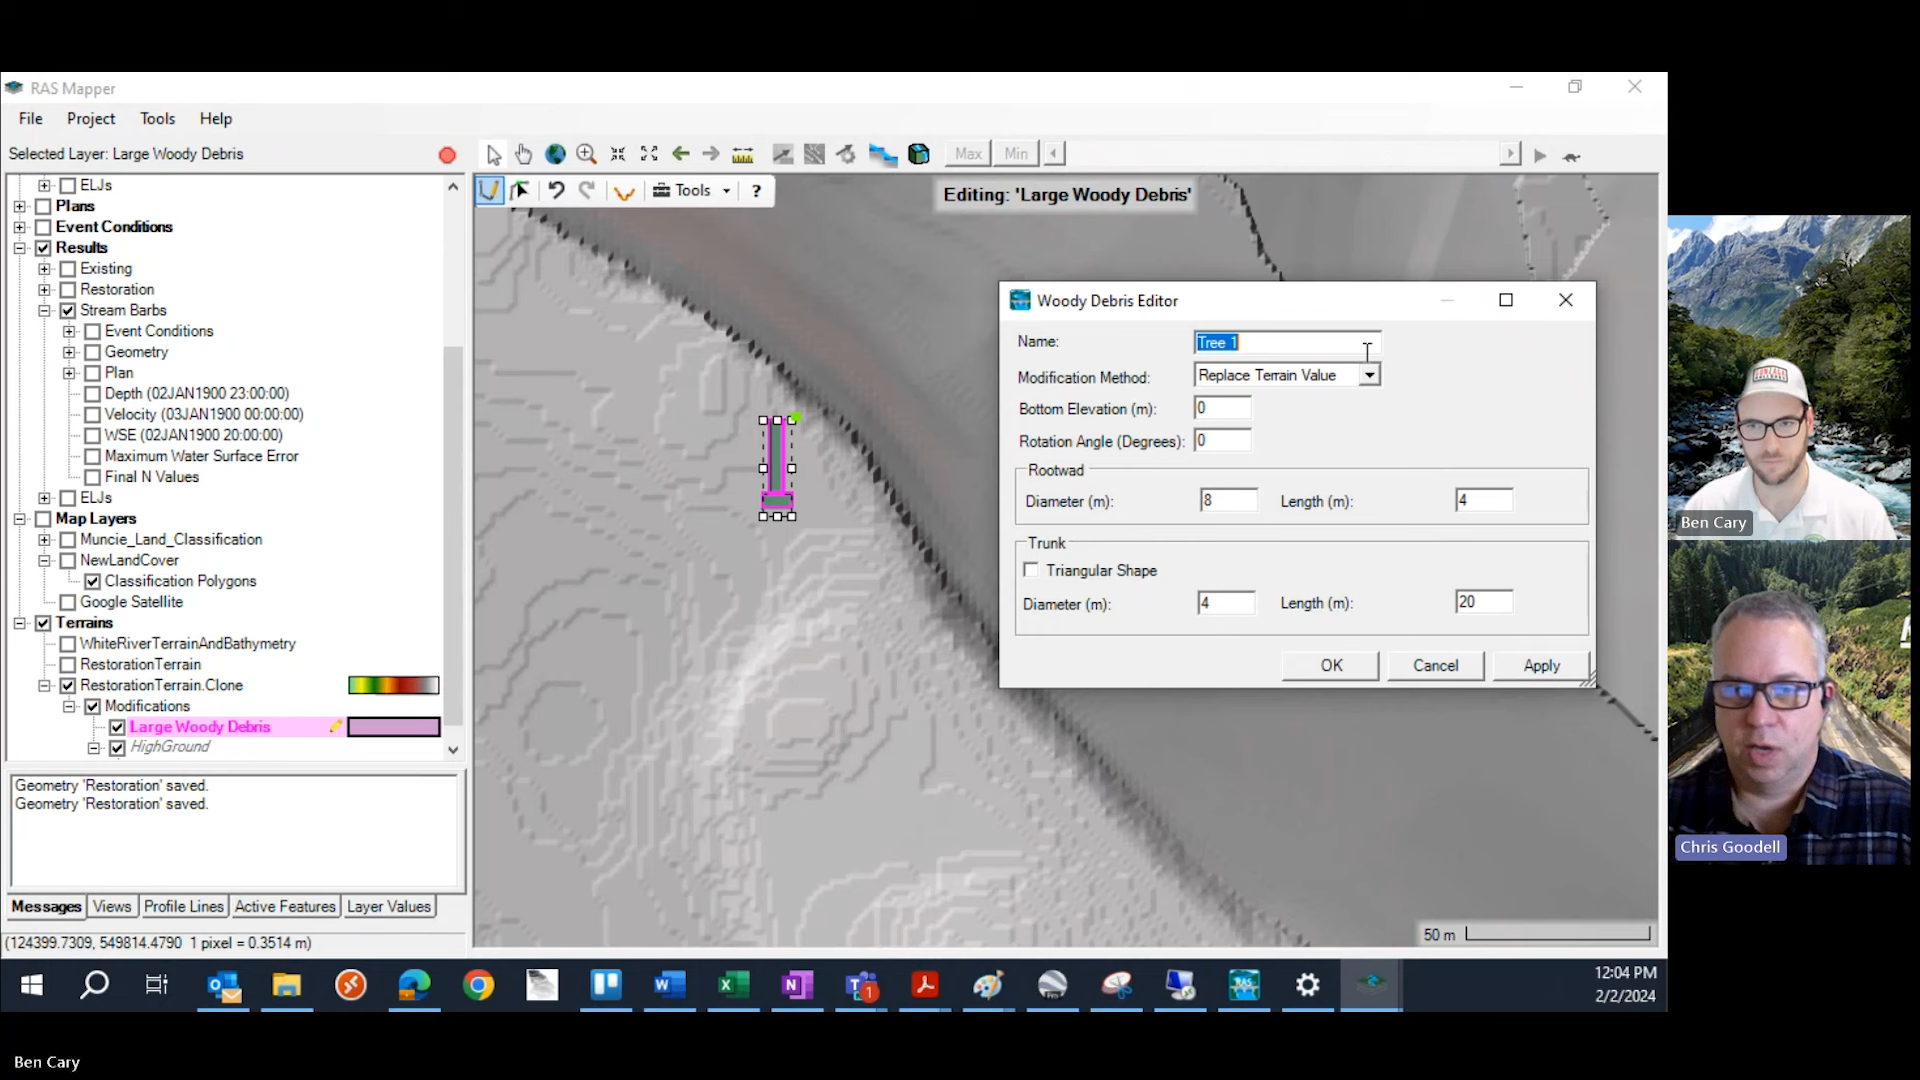 RAS Mapper
File Project Tools Help
Selected Layer: Large Woody Debris
Max Min
Tools ?
Editing: 'Large Woody Debris'
ELJs
Plans
Event Conditions
Results
Existing
Restoration
Stream Barbs
Event Conditions
Geometry
Plan
Depth (02JAN1900 23:00:00)
Velocity (03JAN1900 00:00:00)
WSE (02JAN1900 20:00:00)
Maximum Water Surface Error
Final N Values
ELJs
Map Layers
Muncie_Land_Classification
NewLandCover
Classification Polygons
Google Satellite
Terrains
WhiteRiverTerrainAndBathymetry
RestorationTerrain
RestorationTerrain.Clone
Modifications
Large Woody Debris
HighGround
Geometry 'Restoration' saved.
Geometry 'Restoration' saved.
Messages Views Profile Lines Active Features Layer Values
(124399.7309, 549814.4790 1 pixel = 0.3514 m)
Woody Debris Editor
Name: Tree 1
Modification Method: Replace Terrain Value
Bottom Elevation (m): 0
Rotation Angle (Degrees): 0
Rootwad
Diameter (m): 8 Length (m): 4
Trunk
Triangular Shape
Diameter (m): 4 Length (m): 20
OK Cancel Apply
50 m
12:04 PM
2/2/2024
Ben Cary
Chris Goodell
Ben Cary